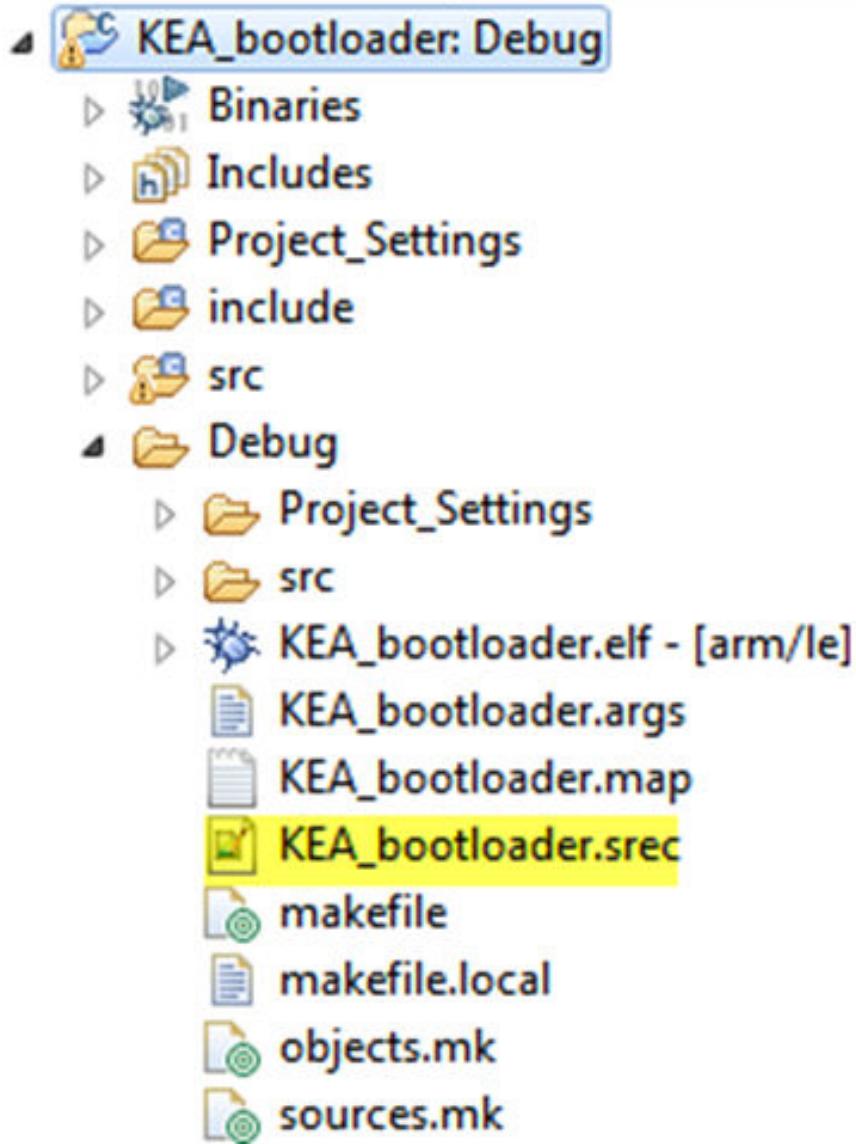 KEA_bootloader: Debug
Binaries
Includes
Project_Settings
include
src
Debug
Project_Settings
src
KEA_bootloader.elf - [arm/le]
KEA_bootloader.args
KEA_bootloader.map
KEA_bootloader.srec
makefile
makefile.local
objects.mk
sources.mk